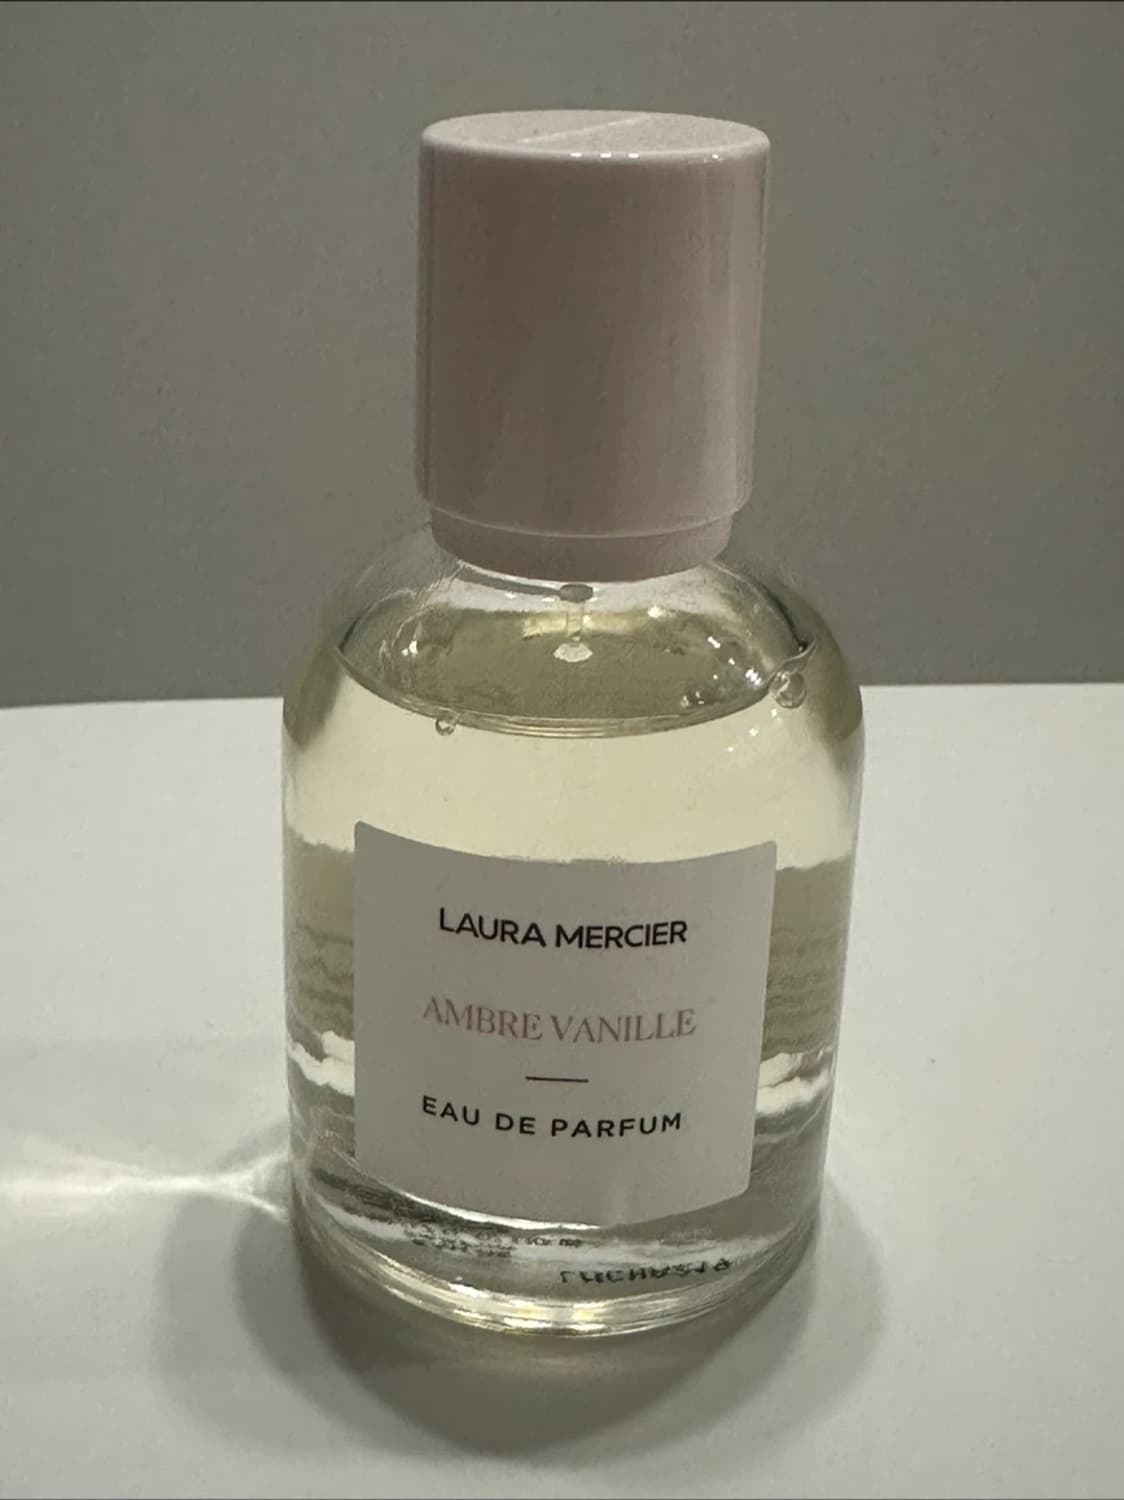 LAURA MERCIER
AMBRE VANILLE
EAU DE PARFUM